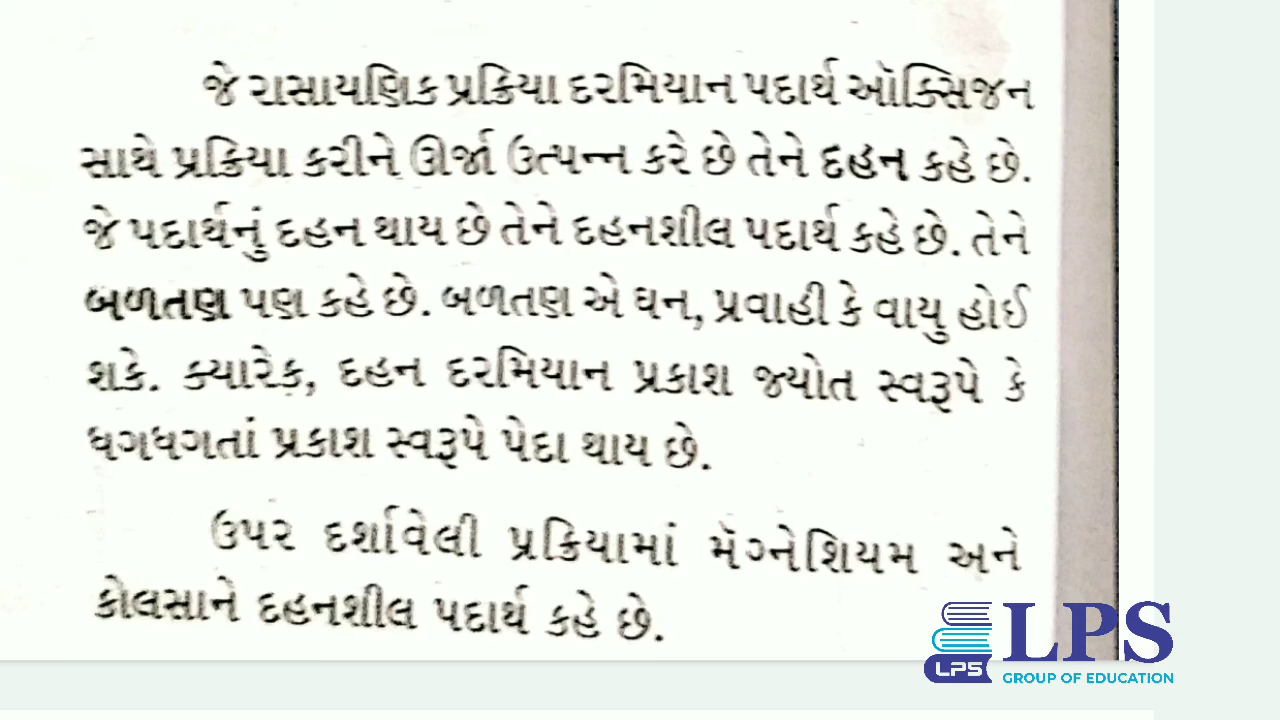 જે રાસાયણિક પ્રક્રિયા દરમિયાન પદાર્થ ઑક્સિજન
સાથે પ્રક્રિયા કરીને ઊર્જા ઉત્પન્ન કરે છે તેને દહન કહે છે.
જે પદાર્થનું દહન થાય છે તેને દહનશીલ પદાર્થ કહે છે. તેને
બળતણ પણ કહે છે. બળતણ એ ઘન, પ્રવાહી કે વાયુ હોઈ
શકે. ક્યારેક, દહન દરમિયાન પ્રકાશ જ્યોત સ્વરૂપે કે
ધગધગતાં પ્રકાશ સ્વરૂપે પેદા થાય છે.
ઉપર દર્શાવેલી પ્રક્રિયામાં મૅગ્નેશિયમ અને
કોલસાને દહનશીલ પદાર્થ કહે છે.
LPS
LPS
GROUP OF EDUCATION